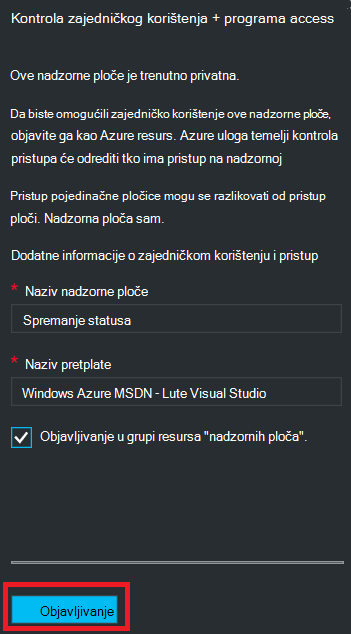 Kontrola zajedničkog korištenja + programa access
Ove nadzorne ploče je trenutno privatna.
Da biste omogućili zajedničko korištenje ove nadzorne ploče,
objavite ga kao Azure resurs. Azure uloga temelji kontrola
pristupa će odrediti tko ima pristup na nadzornoj
Pristup pojedinačne pločice mogu se razlikovati od pristup
ploči. Nadzorna ploča sam.
Dodatne informacije o zajedničkom korištenju i pristup
* Naziv nadzorne ploče
Spremanje statusa
* Naziv pretplate
Windows Azure MSDN - Lute Visual Studio
Objavljivanje u grupi resursa "nadzornih ploča".
Objavljivanje